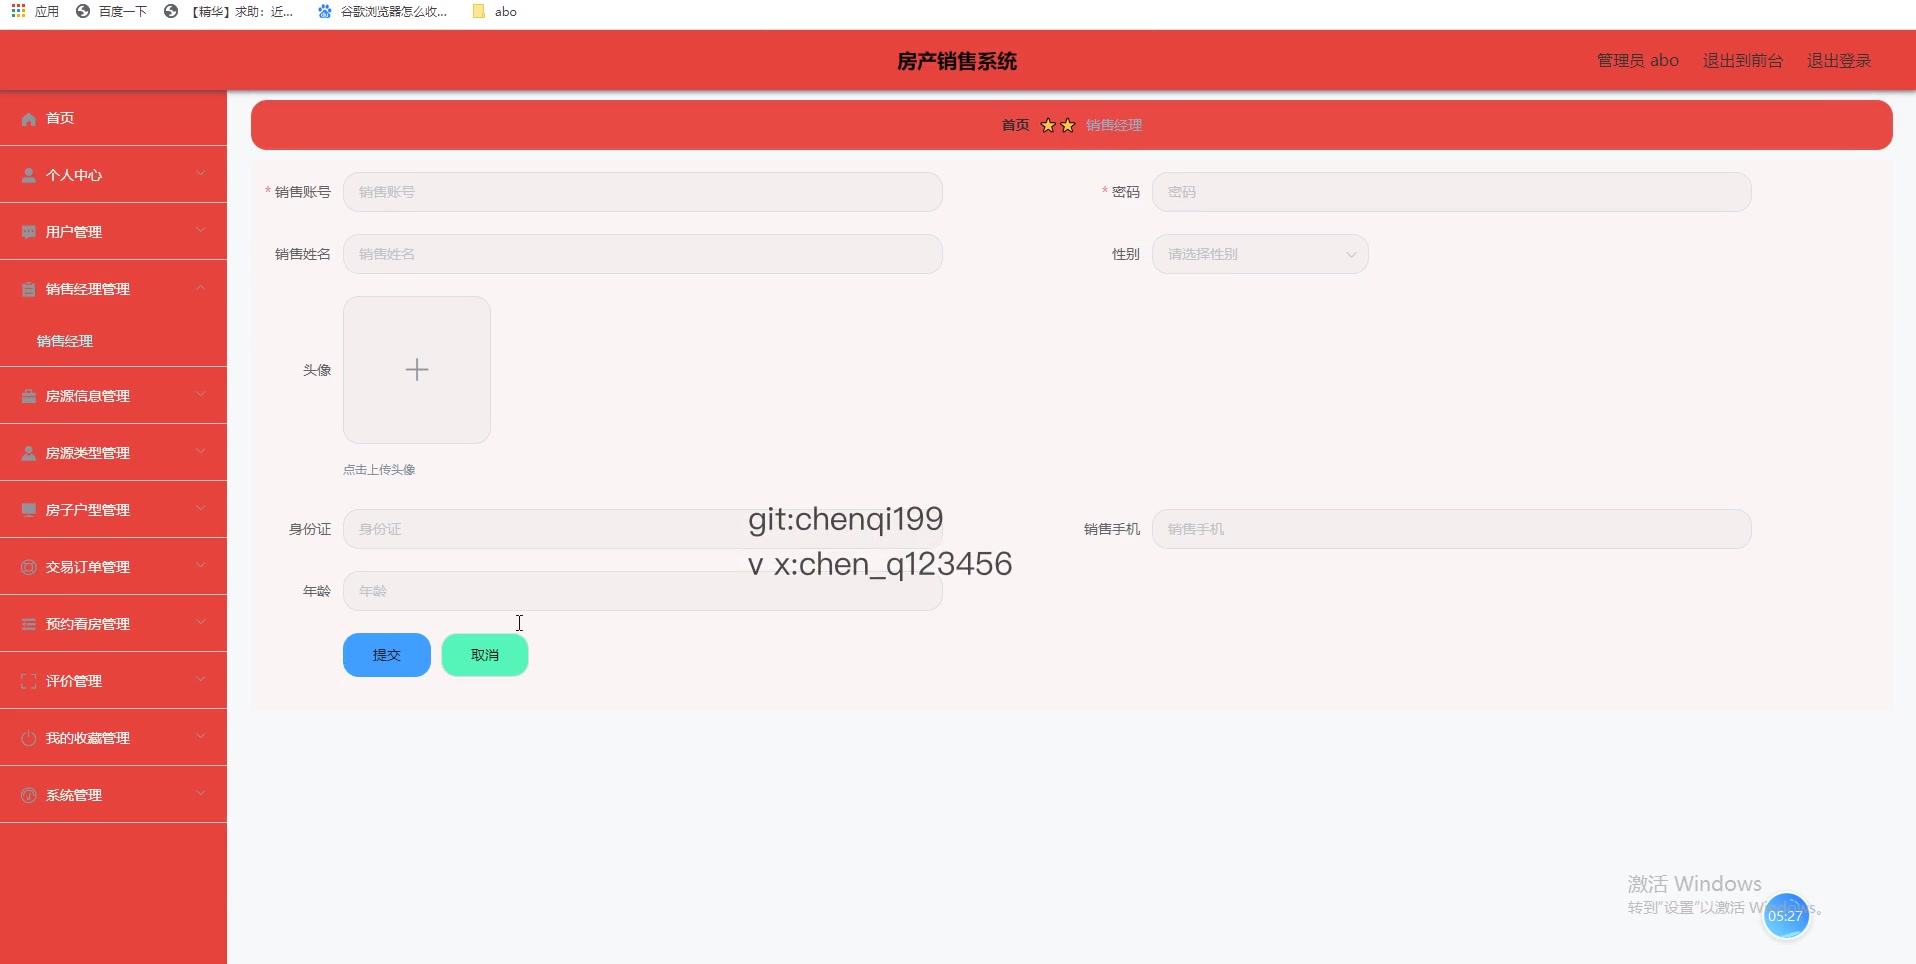 应用 百度一下 【精华】求助：近... 谷歌浏览器怎么收... abo
房产销售系统
管理员 abo 退出到前台 退出登录
首页
个人中心
用户管理
销售经理管理
销售经理
房源信息管理
房源类型管理
房子户型管理
交易订单管理
预约看房管理
评价管理
我的收藏管理
系统管理
首页 销售经理
* 销售账号 销售账号 * 密码 密码
销售姓名 销售姓名 性别 请选择性别
头像
点击上传头像
身份证 身份证 销售手机 销售手机
git:chenqi199
v x:chen_q123456
年龄 年龄
提交 取消
激活 Windows
转到"设置"以激活 Windows。
05:27